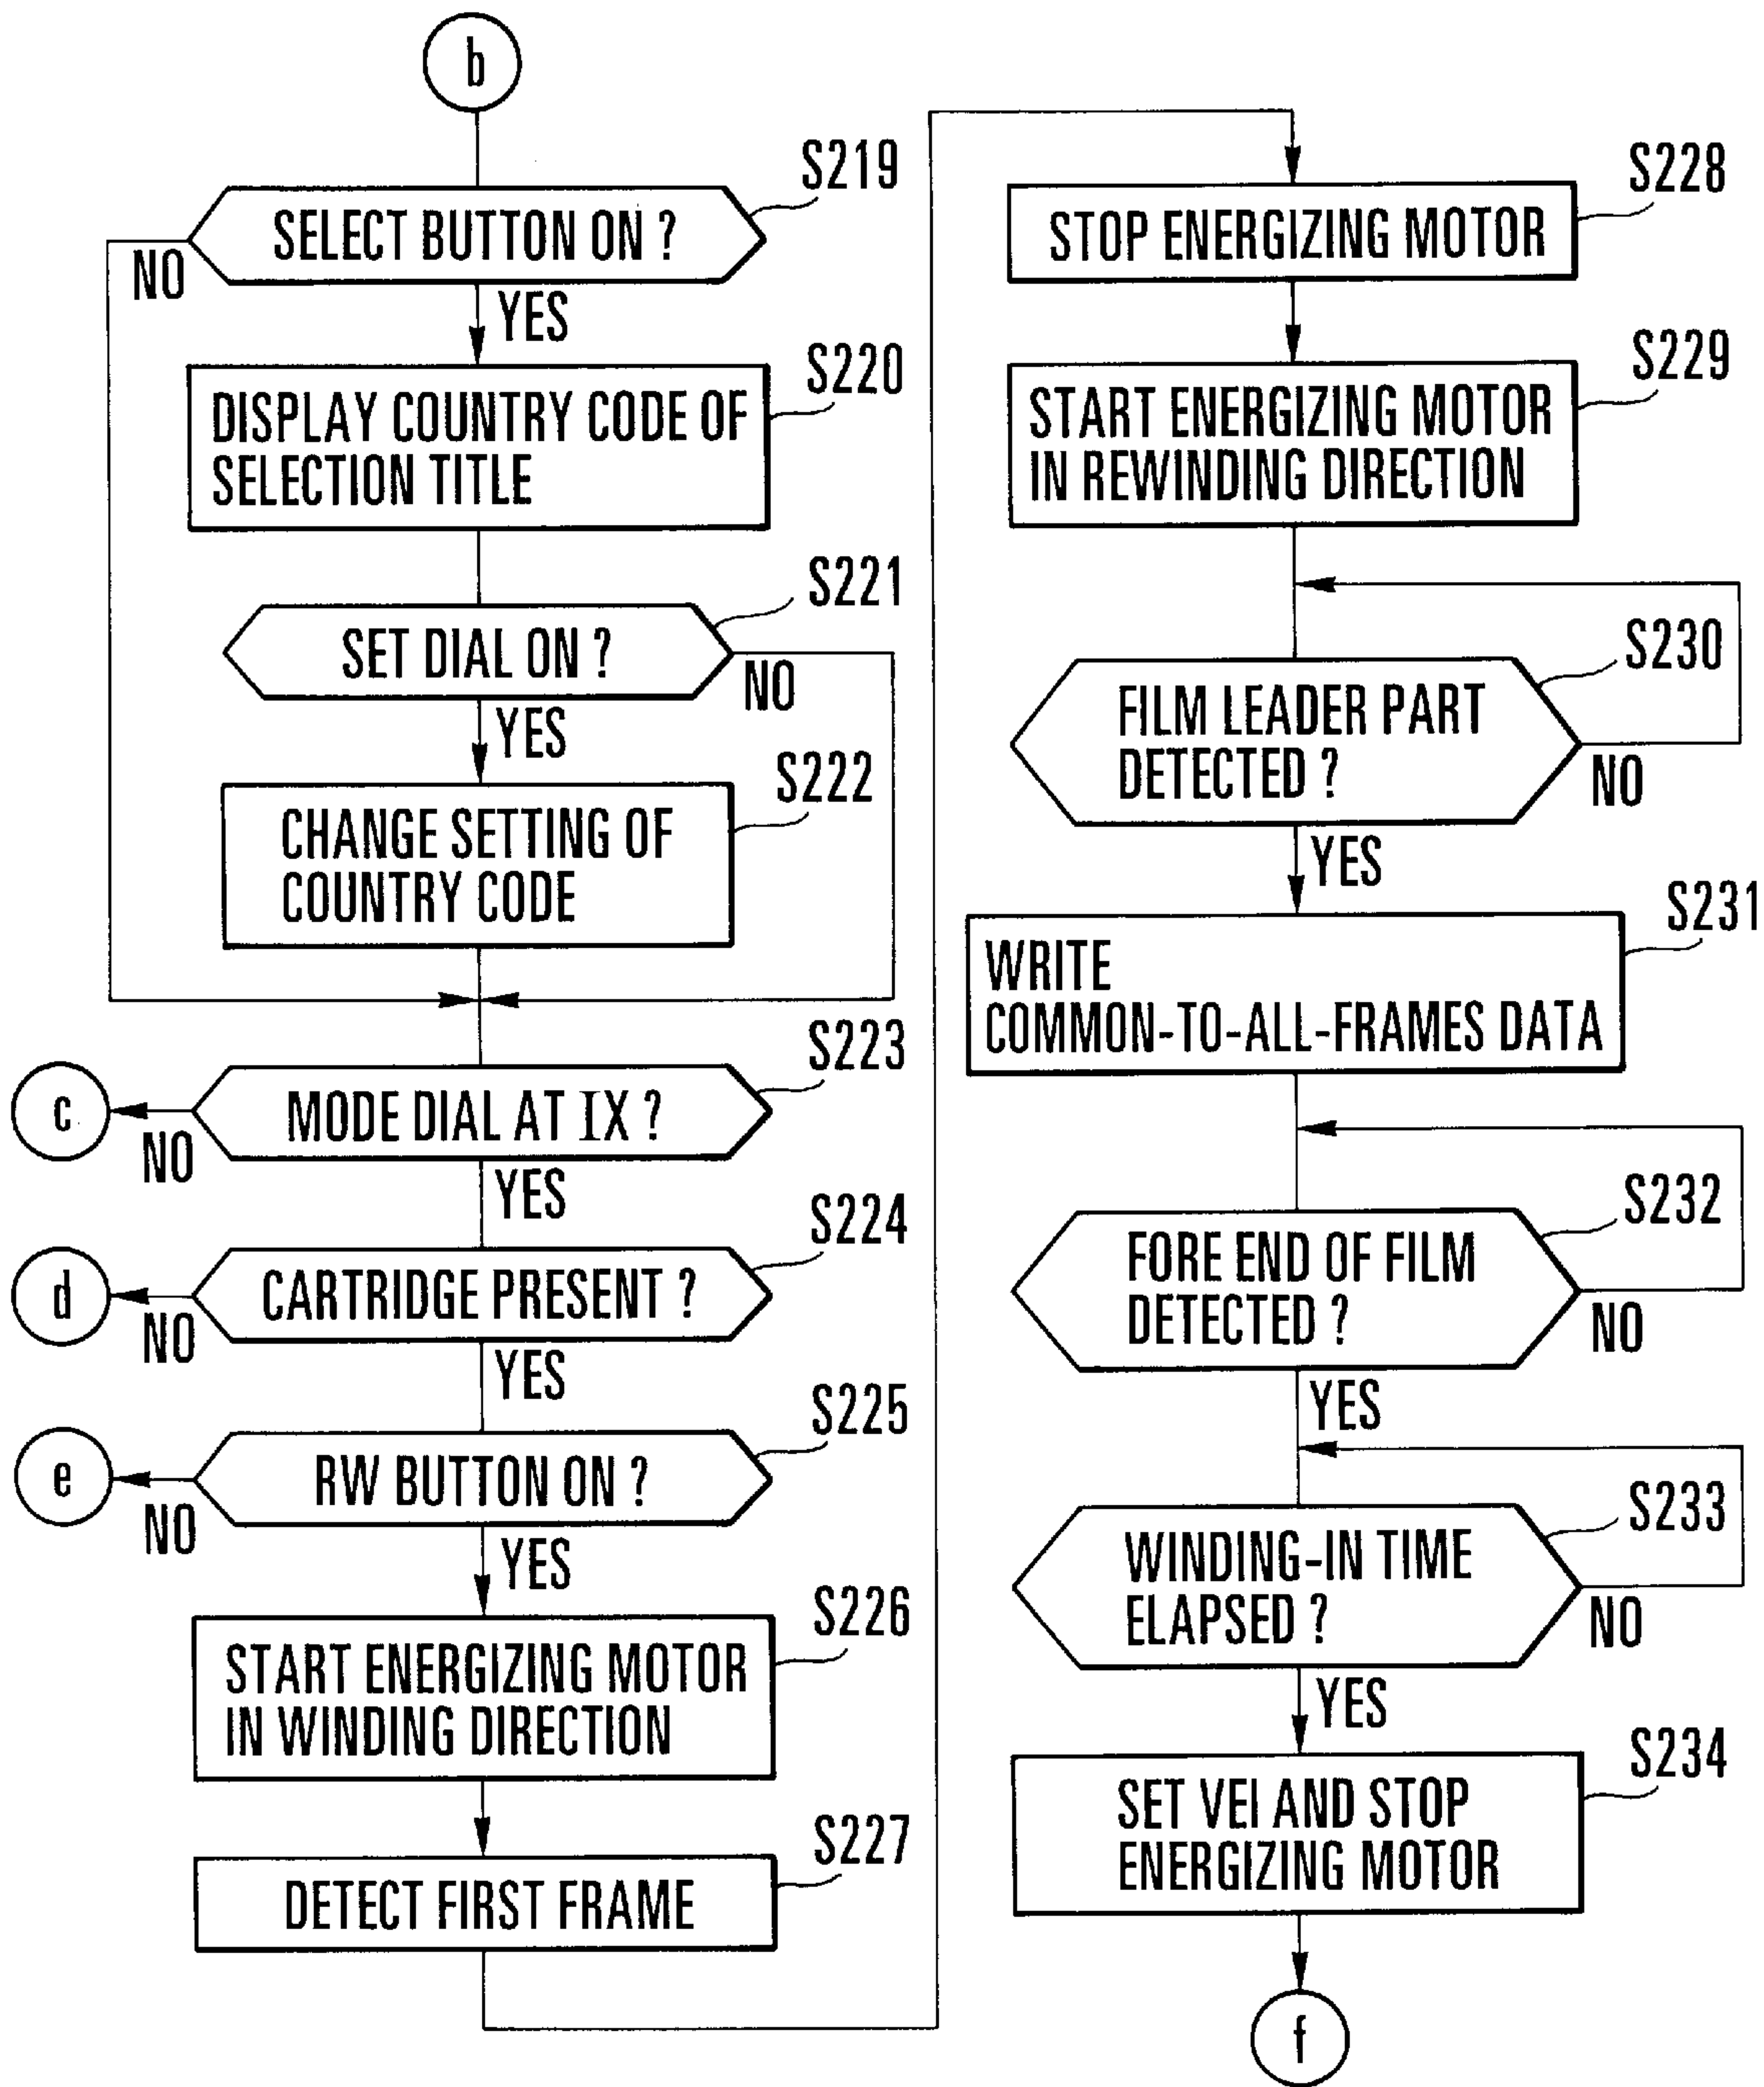 b
S219
SELECT BUTTON ON ?
NO
YES
S220
DISPLAY COUNTRY CODE OF
SELECTION TITLE
S221
SET DIAL ON ?
NO
YES
S222
CHANGE SETTING OF
COUNTRY CODE
S223
MODE DIAL AT IX ?
c
NO
YES
S224
CARTRIDGE PRESENT ?
d
NO
YES
S225
RW BUTTON ON ?
e
NO
YES
S226
START ENERGIZING MOTOR
IN WINDING DIRECTION
S227
DETECT FIRST FRAME
S228
STOP ENERGIZING MOTOR
S229
START ENERGIZING MOTOR
IN REWINDING DIRECTION
S230
FILM LEADER PART
DETECTED ?
NO
YES
S231
WRITE
COMMON-TO-ALL-FRAMES DATA
S232
FORE END OF FILM
DETECTED ?
NO
YES
S233
WINDING-IN TIME
ELAPSED ?
NO
YES
S234
SET VEI AND STOP
ENERGIZING MOTOR
f